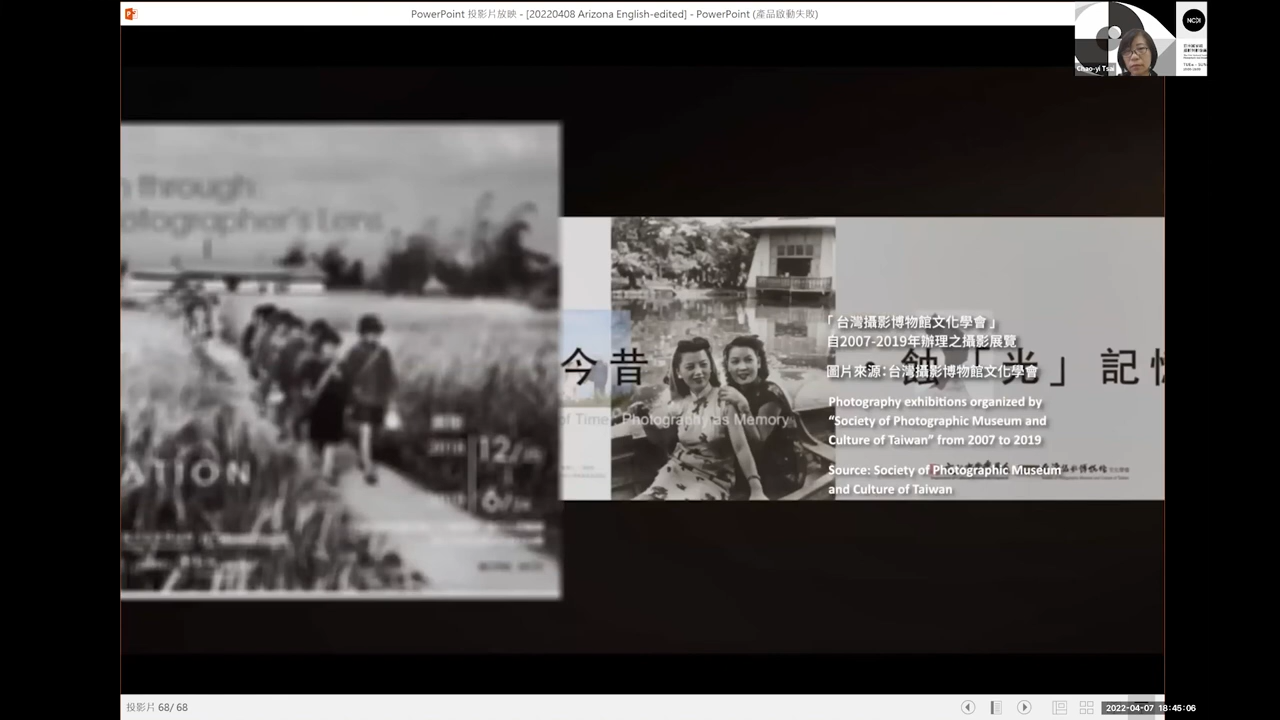 PowerPoint 投影片放映 - [20220408 Arizona English-edited] - PowerPoint (產品啟動失敗)
NCDI
Chao-yi Tsai
n through
otographer's Lens
今昔
蝕「光」記憶
of Time: Photography as Memory
「台灣攝影博物館文化學會」
自2007-2019年辦理之攝影展覽
圖片來源：台灣攝影博物館文化學會
Photography exhibitions organized by
“Society of Photographic Museum and
Culture of Taiwan” from 2007 to 2019
Source: Society of Photographic Museum
and Culture of Taiwan
ATION
12/
6/
投影片 68/ 68
2022-04-07 18:45:06